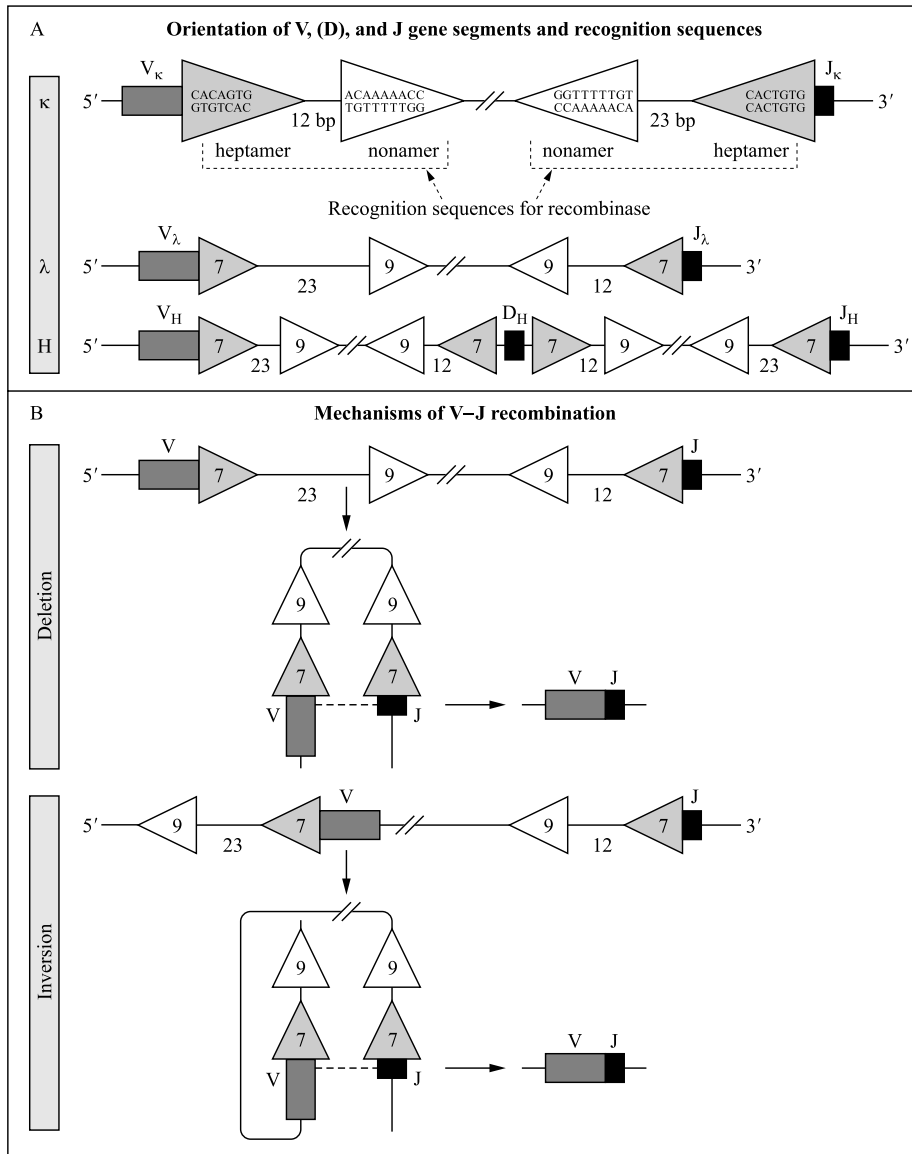 A
Orientation of V, (D), and J gene segments and recognition sequences
κ
5′
Vκ
CACAGTG
GTGTCAC
12 bp
ACAAAAACC
TGTTTTTGG
GGTTTTTGT
CCAAAAACA
23 bp
CACTGTG
CACTGTG
Jκ
3′
heptamer nonamer nonamer heptamer
Recognition sequences for recombinase
Vλ Jλ
λ 5′ 7 9 9 7 3′
23 12
VH DH JH
H 5′ 7 9 9 7 7 9 9 7 3′
23 12 12 23
B
Mechanisms of V–J recombination
Deletion
V J
5′ 7 9 9 7 3′
23 12
9 9
7 7
V J
V J
Inversion
V J
5′ 9 7 9 7 3′
23 12
9 9
7 7
V J
V J